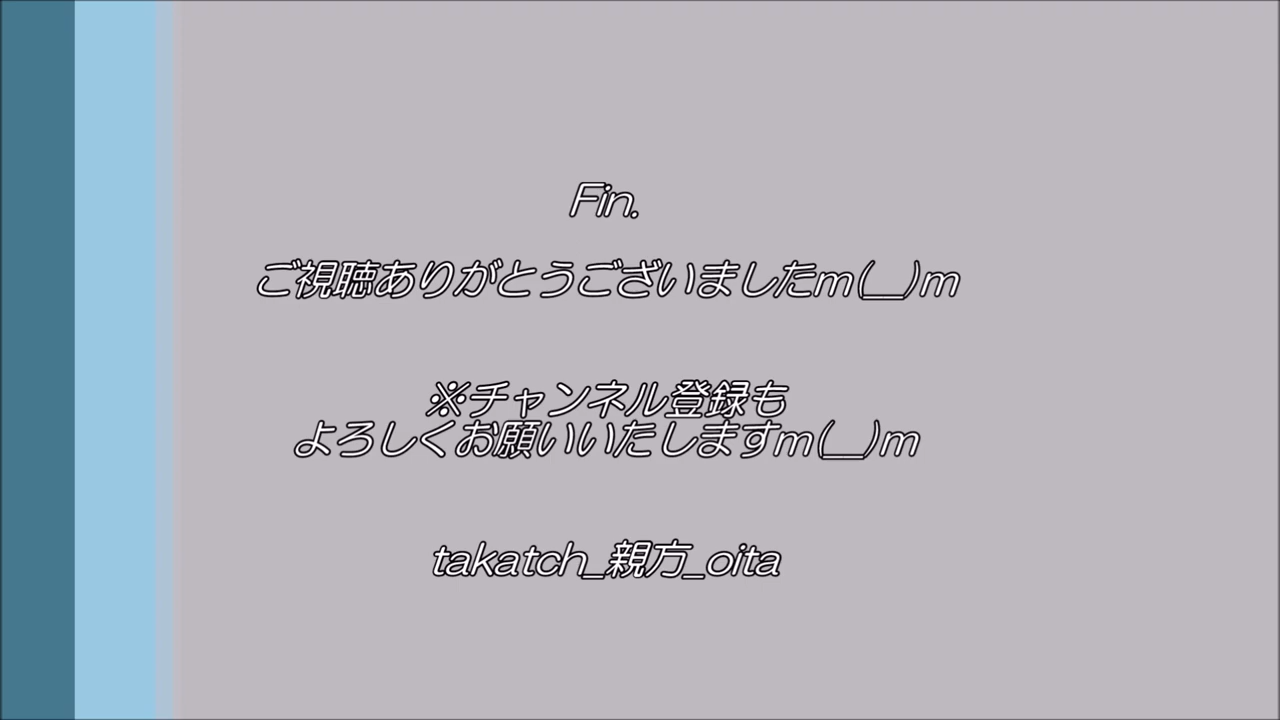 Fin.
ご視聴ありがとうございましたm(__)m
※チャンネル登録も
よろしくお願いいたしますm(__)m
takatch_親方_oita